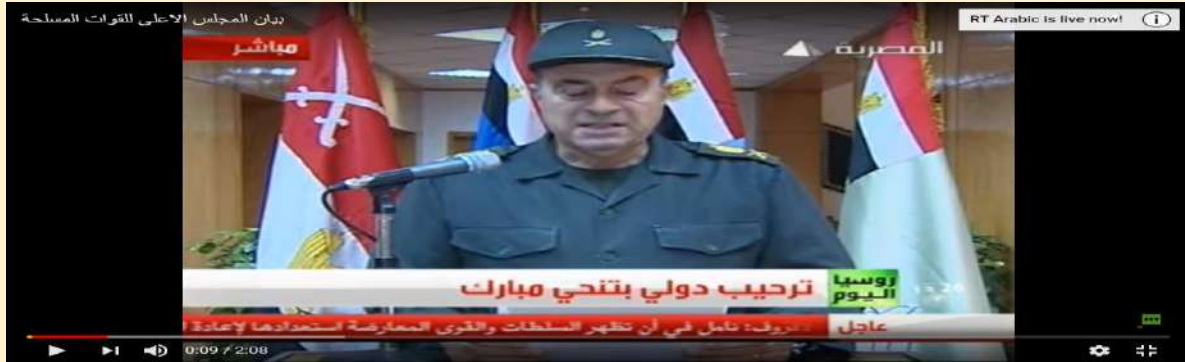 بيان المجلس الاعلى للقوات المسلحة
RT Arabic is live now!
مباشر
المصرية
روسيا اليوم
ترحيب دولي بتنحي مبارك
عاجل
نأمل في أن تظهر السلطات والقوى المعارضة استعدادها لإعادة
0:09 / 2:08